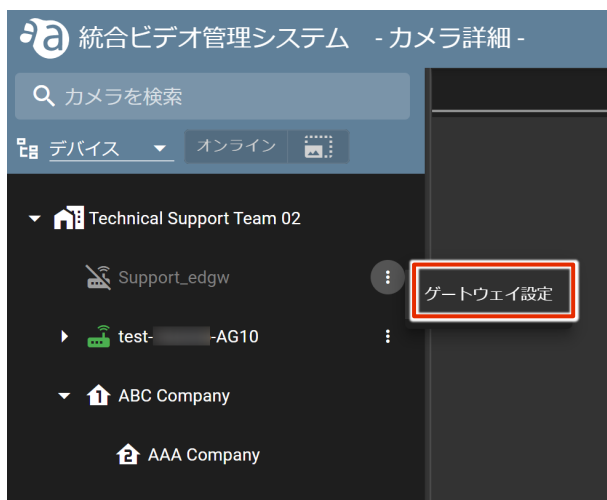 統合ビデオ管理システム - カメラ詳細 -
カメラを検索
デバイス オンライン
Technical Support Team 02
Support_edgw
ゲートウェイ設定
test- -AG10
1 ABC Company
2 AAA Company